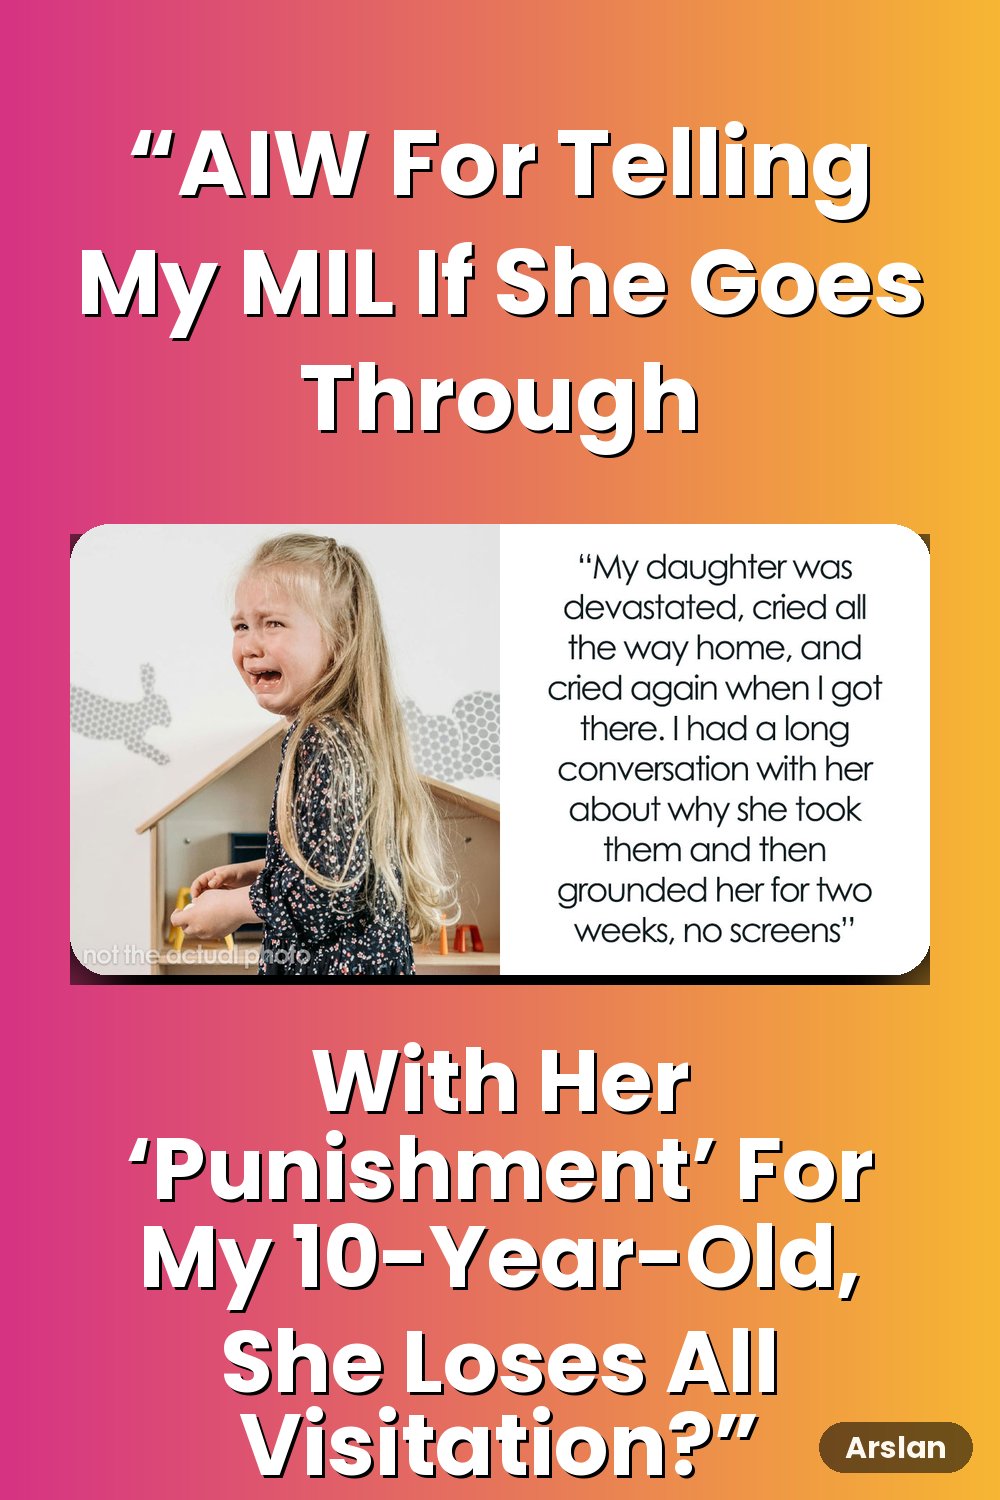 “AIW For Telling
My MIL If She Goes
Through
“My daughter was
devastated, cried all
the way home, and
cried again when I got
there. I had a long
conversation with her
about why she took
them and then
grounded her for two
weeks, no screens”
not the actual photo
With Her
‘Punishment’ For
My 10-Year-Old,
She Loses All
Visitation?”
Arslan